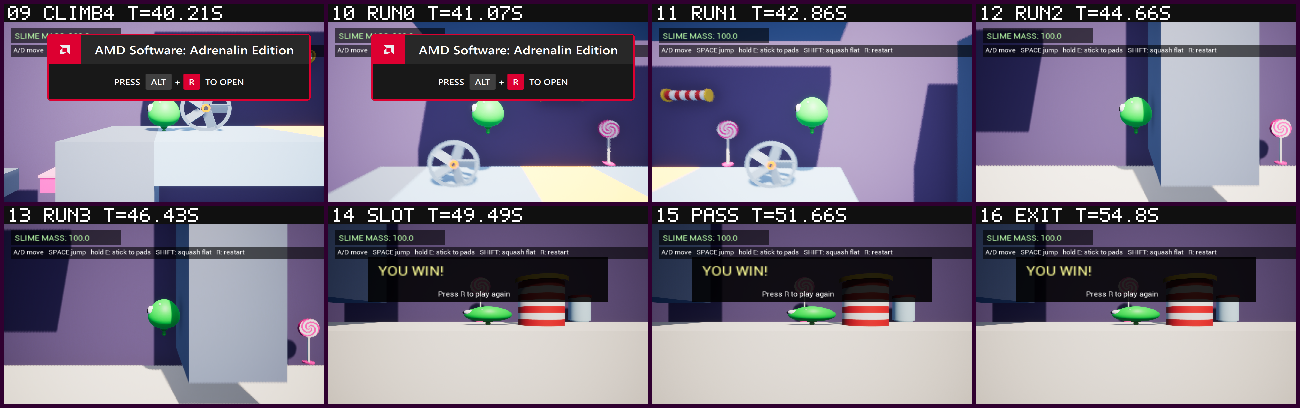 09 CLIMB4 T=40.21S
SLIME
A/D move
AMD Software: Adrenalin Edition
PRESS ALT + R TO OPEN
10 RUN0 T=41.07S
SLIME
A/D move
AMD Software: Adrenalin Edition
PRESS ALT + R TO OPEN
11 RUN1 T=42.86S
SLIME MASS: 100.0
A/D move SPACE jump hold E: stick to pads SHIFT: squash flat R: restart
12 RUN2 T=44.66S
SLIME MASS: 100.0
A/D move SPACE jump hold E: stick to pads SHIFT: squash flat R: restart
13 RUN3 T=46.43S
SLIME MASS: 100.0
A/D move SPACE jump hold E: stick to pads SHIFT: squash flat R: restart
14 SLOT T=49.49S
SLIME MASS: 100.0
A/D move SPACE jump hold E: stick to pads SHIFT: squash flat R: restart
YOU WIN!
Press R to play again
15 PASS T=51.66S
SLIME MASS: 100.0
A/D move SPACE jump hold E: stick to pads SHIFT: squash flat R: restart
YOU WIN!
Press R to play again
16 EXIT T=54.8S
SLIME MASS: 100.0
A/D move SPACE jump hold E: stick to pads SHIFT: squash flat R: restart
YOU WIN!
Press R to play again